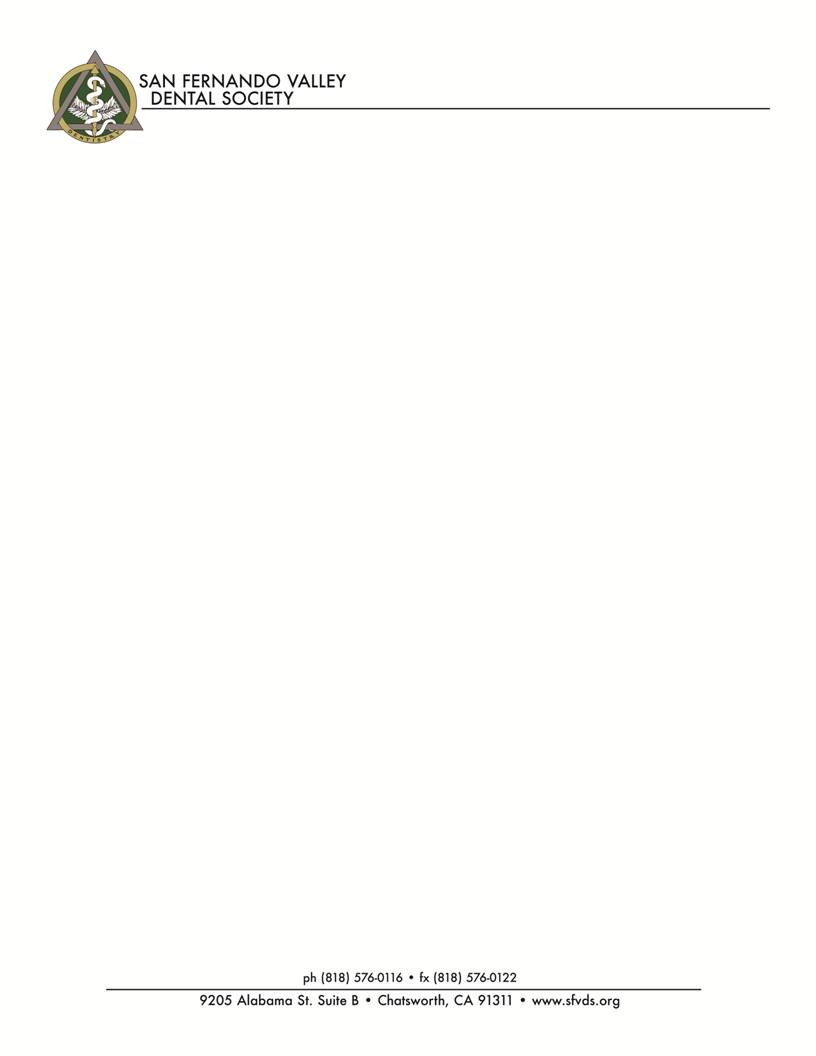 SAN FERNANDO VALLEY
DENTAL SOCIETY
DENTISTRY
ph (818) 576-0116 • fx (818) 576-0122
9205 Alabama St. Suite B • Chatsworth, CA 91311 • www.sfvds.org